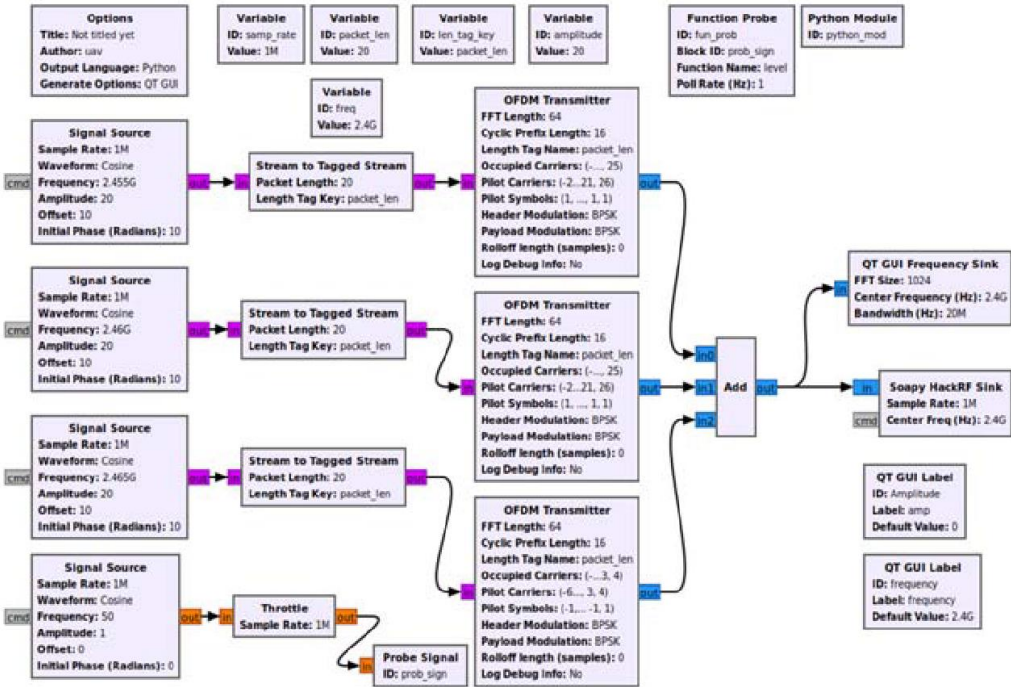 Options
Title: Not titled yet
Author: uav
Output Language: Python
Generate Options: QT GUI
Variable
ID: samp_rate
Value: 1M
Variable
ID: packet_len
Value: 20
Variable
ID: len_tag_key
Value: packet_len
Variable
ID: amplitude
Value: 20
Function Probe
ID: fun_prob
Block ID: prob_sign
Function Name: level
Poll Rate (Hz): 1
Python Module
ID: python_mod
Variable
ID: freq
Value: 2.4G
Signal Source
Sample Rate: 1M
Waveform: Cosine
Frequency: 2.455G
Amplitude: 20
Offset: 10
Initial Phase (Radians): 10
cmd
out
in
Stream to Tagged Stream
Packet Length: 20
Length Tag Key: packet_len
out
in
OFDM Transmitter
FFT Length: 64
Cyclic Prefix Length: 16
Length Tag Name: packet_len
Occupied Carriers: (-..., 25)
Pilot Carriers: (-2...21, 26)
Pilot Symbols: (1, ..., 1, 1)
Header Modulation: BPSK
Payload Modulation: BPSK
Rolloff length (samples): 0
Log Debug Info: No
out
Signal Source
Sample Rate: 1M
Waveform: Cosine
Frequency: 2.46G
Amplitude: 20
Offset: 10
Initial Phase (Radians): 10
cmd
out
in
Stream to Tagged Stream
Packet Length: 20
Length Tag Key: packet_len
out
in
OFDM Transmitter
FFT Length: 64
Cyclic Prefix Length: 16
Length Tag Name: packet_len
Occupied Carriers: (-..., 25)
Pilot Carriers: (-2...21, 26)
Pilot Symbols: (1, ..., 1, 1)
Header Modulation: BPSK
Payload Modulation: BPSK
Rolloff length (samples): 0
Log Debug Info: No
out
Signal Source
Sample Rate: 1M
Waveform: Cosine
Frequency: 2.465G
Amplitude: 20
Offset: 10
Initial Phase (Radians): 10
cmd
out
in
Stream to Tagged Stream
Packet Length: 20
Length Tag Key: packet_len
out
in
OFDM Transmitter
FFT Length: 64
Cyclic Prefix Length: 16
Length Tag Name: packet_len
Occupied Carriers: (-...3, 4)
Pilot Carriers: (-6..., 3, 4)
Pilot Symbols: (-1,... -1, 1)
Header Modulation: BPSK
Payload Modulation: BPSK
Rolloff length (samples): 0
Log Debug Info: No
out
Signal Source
Sample Rate: 1M
Waveform: Cosine
Frequency: 50
Amplitude: 1
Offset: 0
Initial Phase (Radians): 0
cmd
out
in
Throttle
Sample Rate: 1M
out
in
Probe Signal
ID: prob_sign
in0
in1
in2
Add
out
in
QT GUI Frequency Sink
FFT Size: 1024
Center Frequency (Hz): 2.4G
Bandwidth (Hz): 20M
in
cmd
Soapy HackRF Sink
Sample Rate: 1M
Center Freq (Hz): 2.4G
QT GUI Label
ID: Amplitude
Label: amp
Default Value: 0
QT GUI Label
ID: frequency
Label: frequency
Default Value: 2.4G